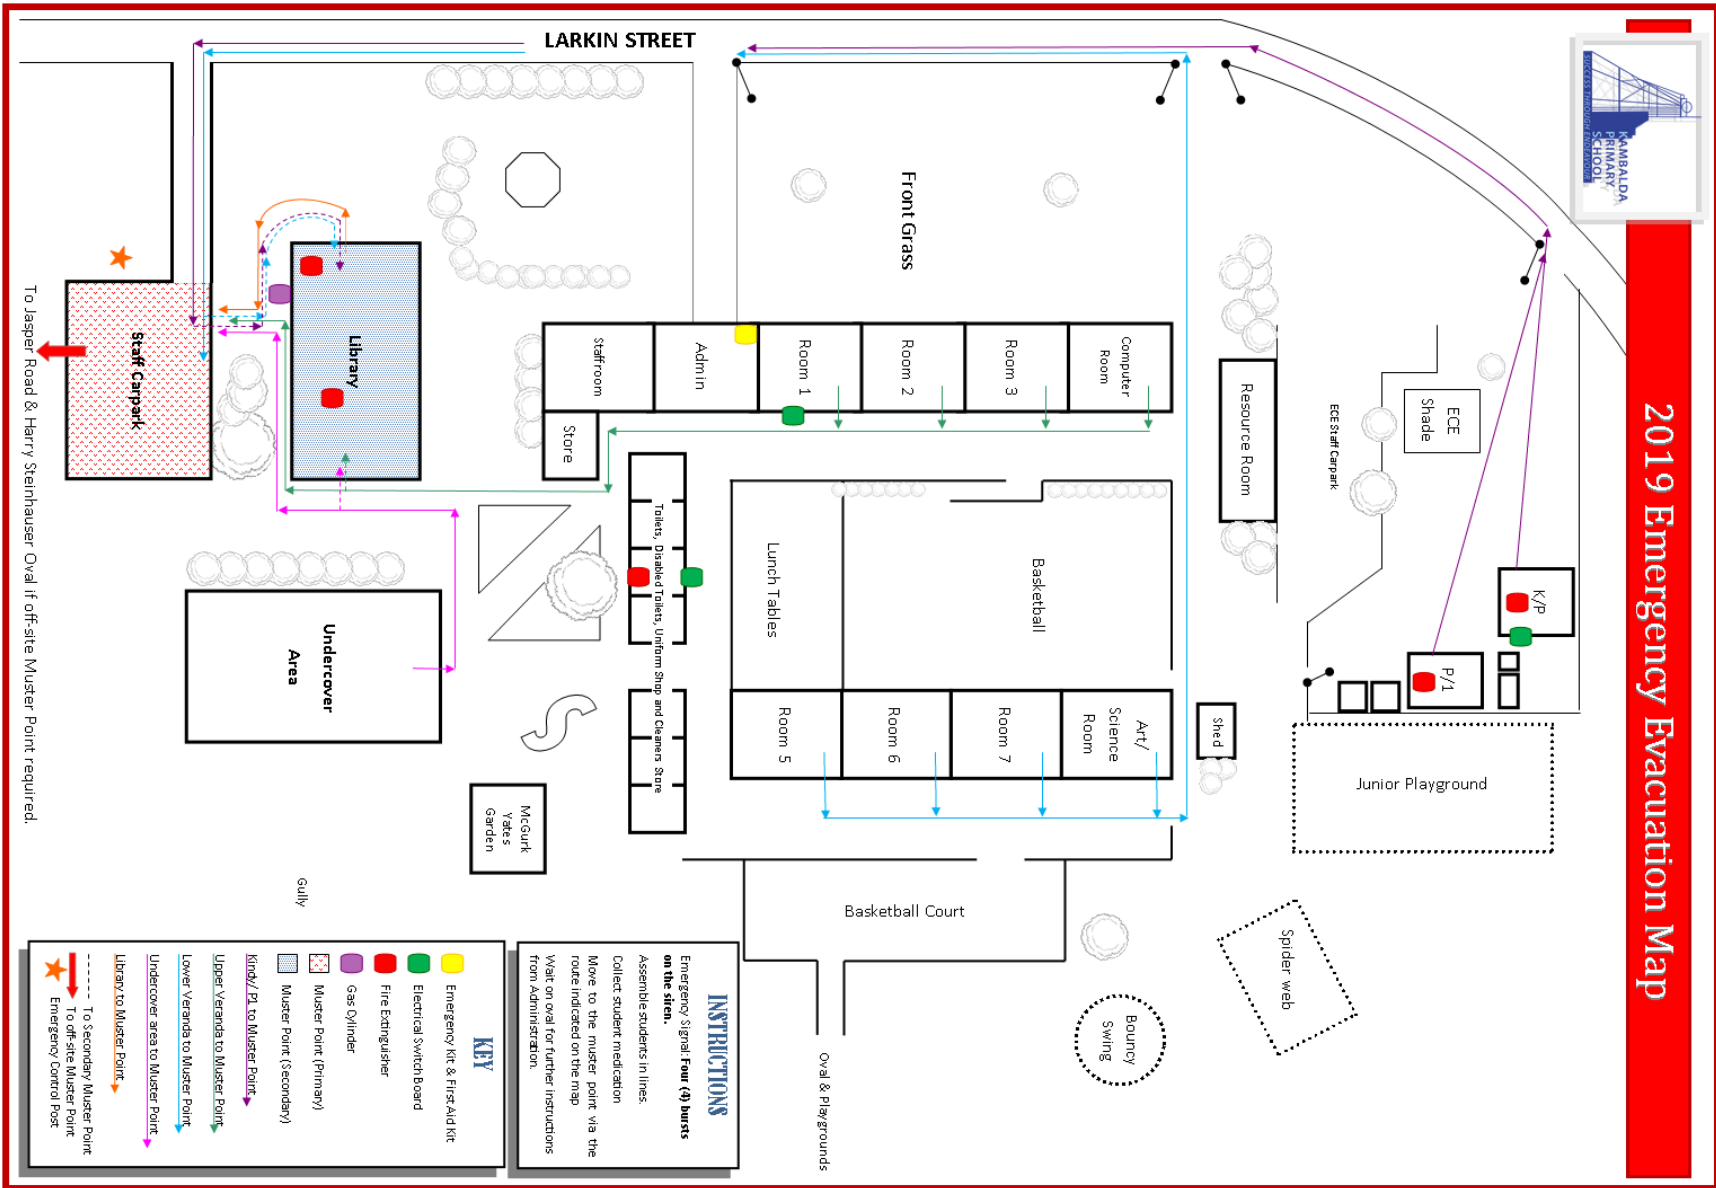 2019 Emergency Evacuation Map
KAMBALDA
PRIMARY
SCHOOL
SUCCESS THROUGH ENDEAVOUR
LARKIN STREET
Front Grass
Staff Carpark
Library
Staffroom
Admin
Room 1
Room 2
Room 3
Computer
Room
Store
Resource Room
ECE Staff Carpark
ECE
Shade
K/P
P/1
Toilets, Disabled Toilets, Uniform Shop and Cleaners Store
Lunch Tables
Basketball
Undercover
Area
Room 5
Room 6
Room 7
Art/
Science
Room
Shed
Junior Playground
McGurk
Yates
Garden
Gully
Basketball Court
Spider web
Bouncy
Swing
Oval & Playgrounds
To Jasper Road & Harry Steinhauser Oval if off-site Muster Point required.
INSTRUCTIONS
Emergency Signal: Four (4) bursts
on the siren.
Assemble students in lines.
Collect student medication
Move to the muster point via the
route indicated on the map
Wait on oval for further instructions
from Administration.
KEY
Emergency Kit & First Aid Kit
Electrical Switch Board
Fire Extinguisher
Gas Cylinder
Muster Point (Primary)
Muster Point (Secondary)
Kindy/ P1 to Muster Point
Upper Veranda to Muster Point
Lower Veranda to Muster Point
Undercover area to Muster Point
Library to Muster Point
To Secondary Muster Point
To off-site Muster Point
Emergency Control Post